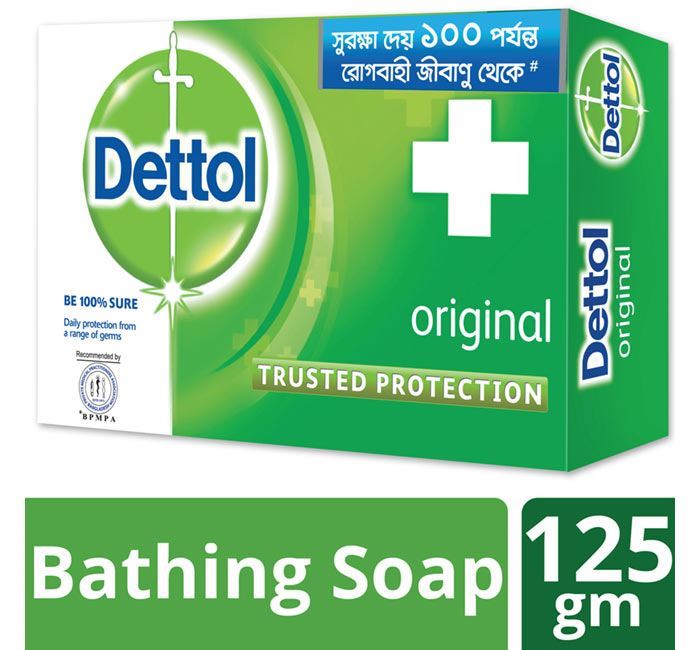 সুরক্ষা দেয় ১০০ পর্যন্ত
রোগবাহী জীবাণু থেকে #
Dettol
BE 100% SURE
Daily protection from
a range of germs
Recommended by
*BPMPA
original
TRUSTED PROTECTION
Dettol
Dettol
original
Bathing Soap
125
gm